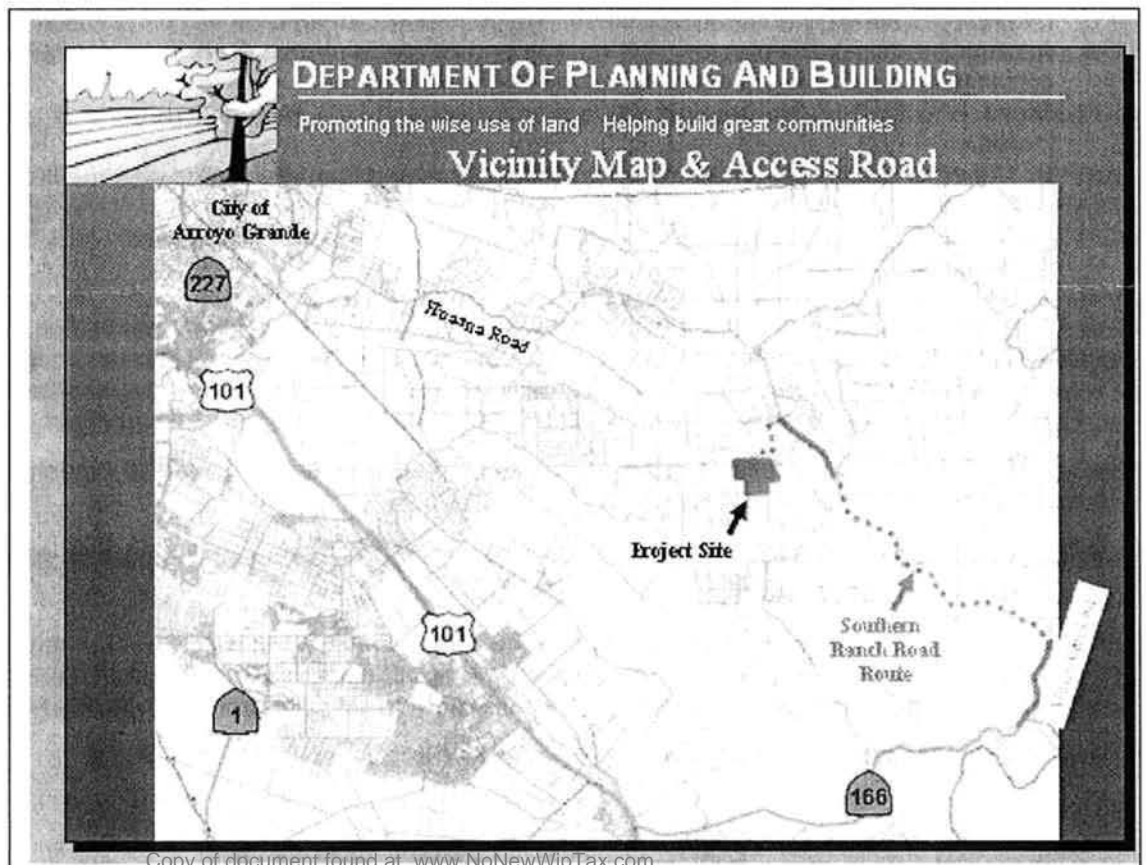 DEPARTMENT OF PLANNING AND BUILDING
Promoting the wise use of land Helping build great communities
Vicinity Map & Access Road
City of
Arroyo Grande
227
Road
101
Project Site
101
Southern
Ranch Road
Route
1
166
Copy of document found at www.NoNewWipTax.com